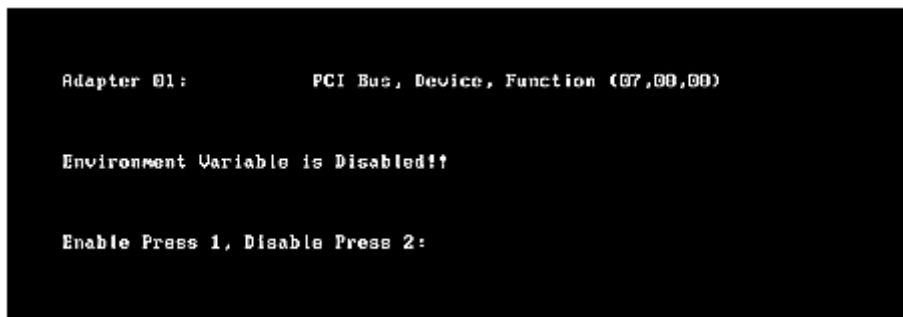 Adapter 01: PCI Bus, Device, Function (07,00,00)
Environment Variable is Disabled!!
Enable Press 1, Disable Press 2: